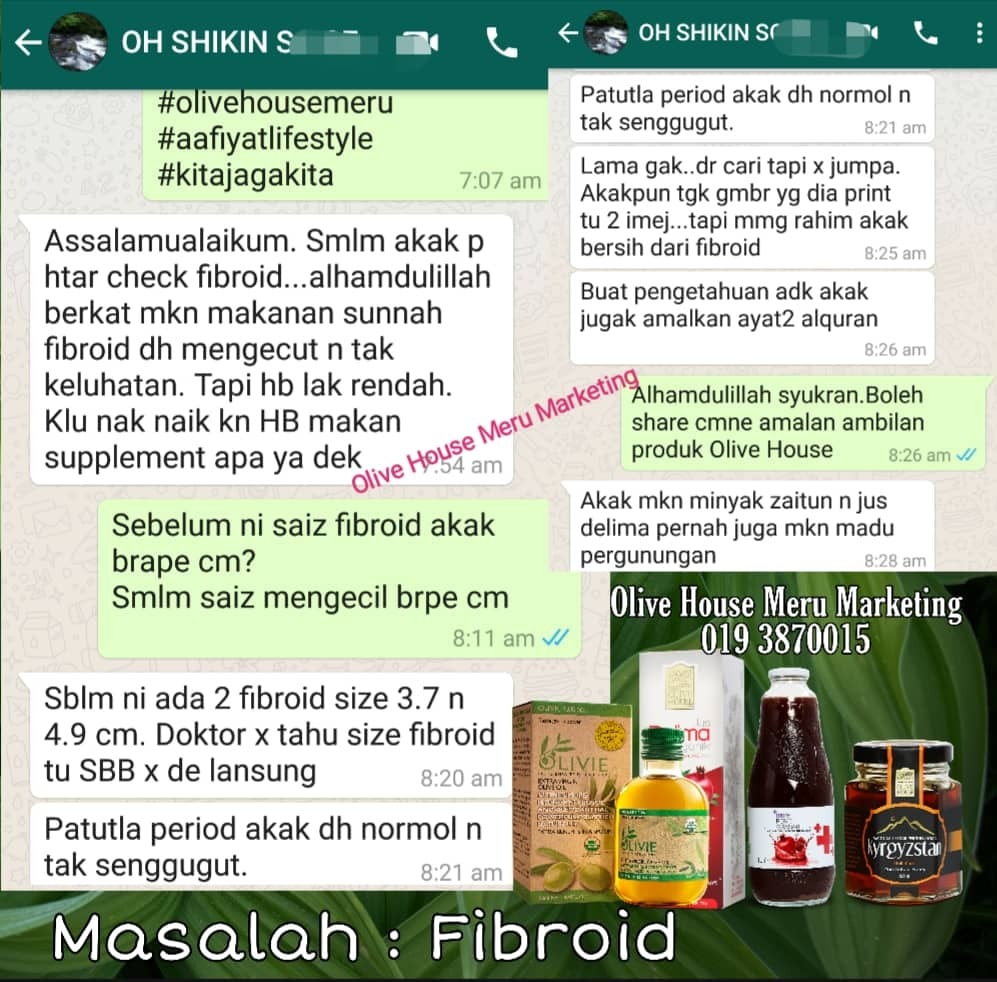 OH SHIKIN S
#olivehousemeru
#aafiyatlifestyle
#kitajagakita
7:07 am
Assalamualaikum. Smlm akak p
htar check fibroid...alhamdulillah
berkat mkn makanan sunnah
fibroid dh mengecut n tak
keluhatan. Tapi hb lak rendah.
Klu nak naik kn HB makan
supplement apa ya dek
:54 am
Sebelum ni saiz fibroid akak
brape cm?
Smlm saiz mengecil brpe cm
8:11 am
Sblm ni ada 2 fibroid size 3.7 n
4.9 cm. Doktor x tahu size fibroid
tu SBB x de lansung
8:20 am
Patutla period akak dh normol n
tak senggugut.
8:21 am
OH SHIKIN S
Patutla period akak dh normol n
tak senggugut.
8:21 am
Lama gak..dr cari tapi x jumpa.
Akakpun tgk gmbr yg dia print
tu 2 imej...tapi mmg rahim akak
bersih dari fibroid
8:25 am
Buat pengetahuan adk akak
jugak amalkan ayat2 alquran
8:26 am
Alhamdulillah syukran.Boleh
share cmne amalan ambilan
produk Olive House
8:26 am
Akak mkn minyak zaitun n jus
delima pernah juga mkn madu
pergunungan
8:28 am
Olive House Meru Marketing
Olive House Meru Marketing
019 3870015
OLIVIE
EXTRA VIRGIN
OLIVE OIL
OLIVIE
Jus
ma
Kyrgyzstan
Masalah : Fibroid